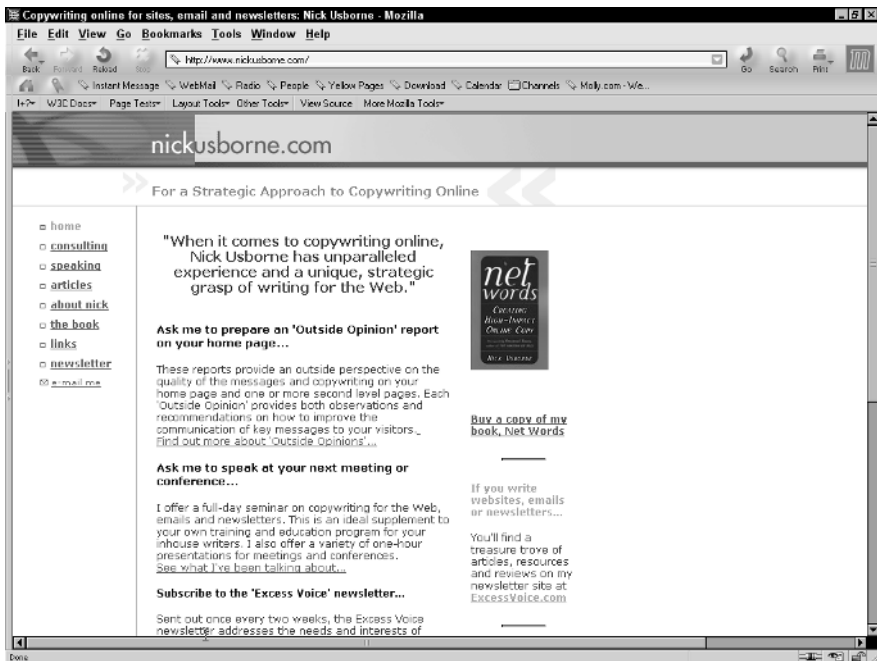 Copywriting online for sites, email and newsletters: Nick Usborne - Mozilla
File Edit View Go Bookmarks Tools Window Help
Back Forward Reload Stop http://www.nickusborne.com/ Go Search Print
Instant Message WebMail Radio People Yellow Pages Download Calendar Channels Molly.com - We...
I+?▾ W3C Docs▾ Page Tests▾ Layout Tools▾ Other Tools▾ View Source More Mozilla Tools▾
nickusborne.com
For a Strategic Approach to Copywriting Online
home
consulting
speaking
articles
about nick
the book
links
newsletter
e-mail me
"When it comes to copywriting online,
Nick Usborne has unparalleled
experience and a unique, strategic
grasp of writing for the Web."
Ask me to prepare an 'Outside Opinion' report
on your home page...
These reports provide an outside perspective on the
quality of the messages and copywriting on your
home page and one or more second level pages. Each
'Outside Opinion' provides both observations and
recommendations on how to improve the
communication of key messages to your visitors.
Find out more about 'Outside Opinions'...
Ask me to speak at your next meeting or
conference...
I offer a full-day seminar on copywriting for the Web,
emails and newsletters. This is an ideal supplement to
your own training and education program for your
inhouse writers. I also offer a variety of one-hour
presentations for meetings and conferences.
See what I've been talking about...
Subscribe to the 'Excess Voice' newsletter...
Sent out once every two weeks, the Excess Voice
newsletter addresses the needs and interests of
net
words
Creating
High-Impact
Online Copy
Nick Usborne
Buy a copy of my
book, Net Words
If you write
websites, emails
or newsletters...
You'll find a
treasure trove of
articles, resources
and reviews on my
newsletter site at
ExcessVoice.com
Done